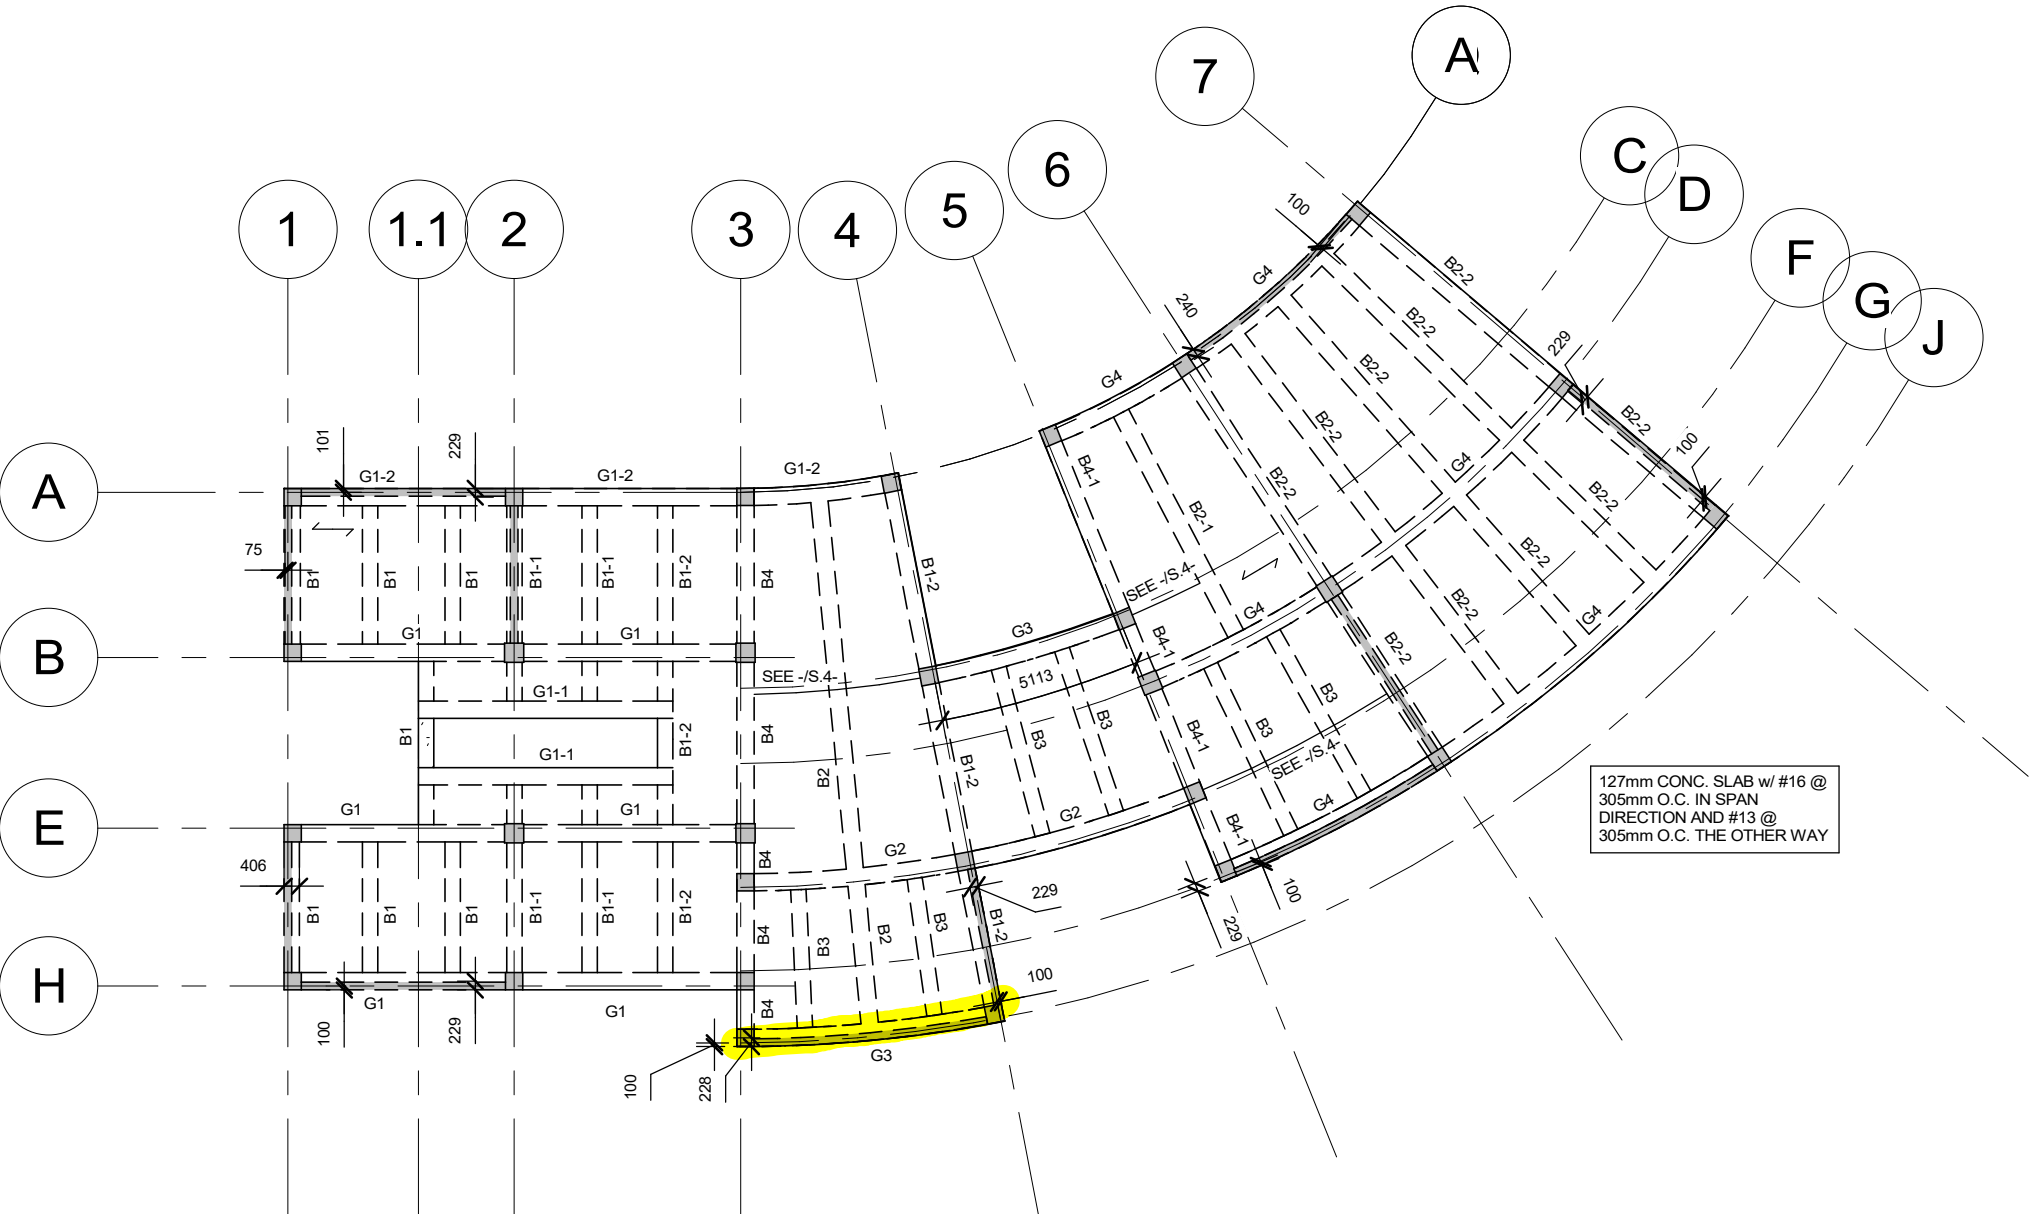 7
A
6
C
5
D
1
1.1
2
3
4
F
G
J
100
240
G4
B2-2
B2-2
229
B2-2
B2-2
100
G4
B2-2
G4
B2-2
B2-2
B2-2
B2-2
G4
101
229
G1-2
G1-2
G1-2
A
B4-1
B2-1
75
B1
B1
B1
B1-1
B1-1
B1-2
B4
B1-2
SEE -/S.4-
G4
B
G1
G1
G3
B4-1
B2-2
SEE -/S.4-
5113
G1-1
B1
G1-1
B1-2
B4
B2
B1-2
B3
B3
B4-1
B3
B3
SEE -/S.4-
127mm CONC. SLAB w/ #16 @
305mm O.C. IN SPAN
DIRECTION AND #13 @
305mm O.C. THE OTHER WAY
E
G1
G1
G2
G2
B4-1
G4
406
B4
229
100
229
B1
B1
B1
B1-1
B1-1
B1-2
B4
B3
B2
B3
B1-2
H
G1
G1
B4
100
100
229
G3
100
228